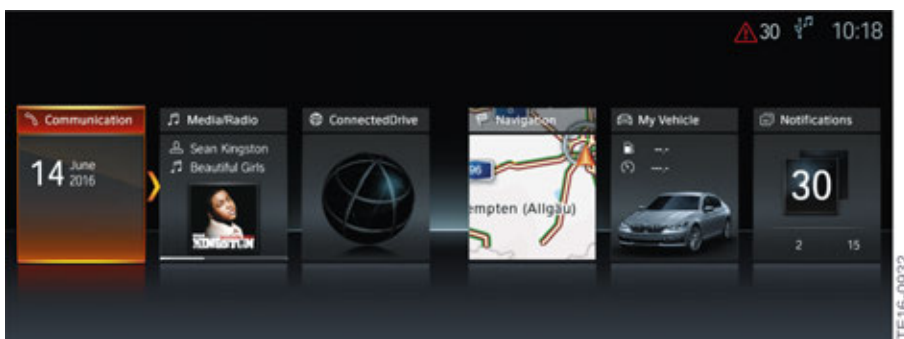 30 10:18
Communication
14 June
2016
Media/Radio
Sean Kingston
Beautiful Girls
KINGSTON
ConnectedDrive
Navigation
96
empten (Allgäu)
My Vehicle
--.-
--.-
Notifications
30
2 15
TE16-0932